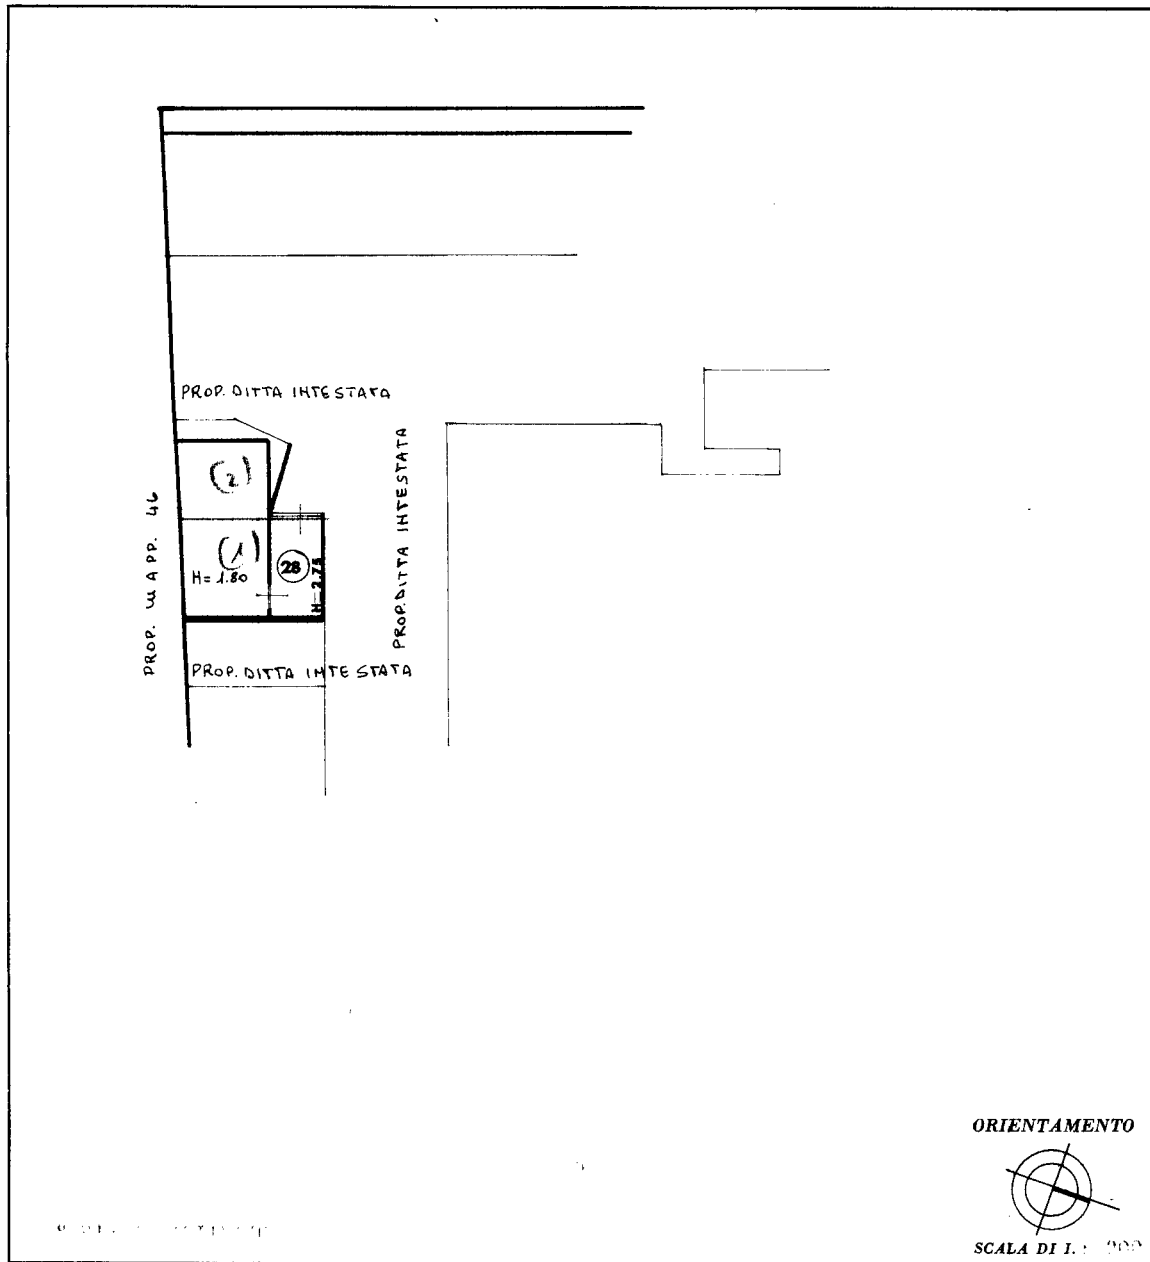 PROP. DITTA INTESTATA
PROP. DITTA INTESTATA
PROP. MAPP. 46
(2)
(1)
H= 1.80
28
H=2.75
PROP. DITTA INTESTATA
ORIENTAMENTO
SCALA DI 1: 200